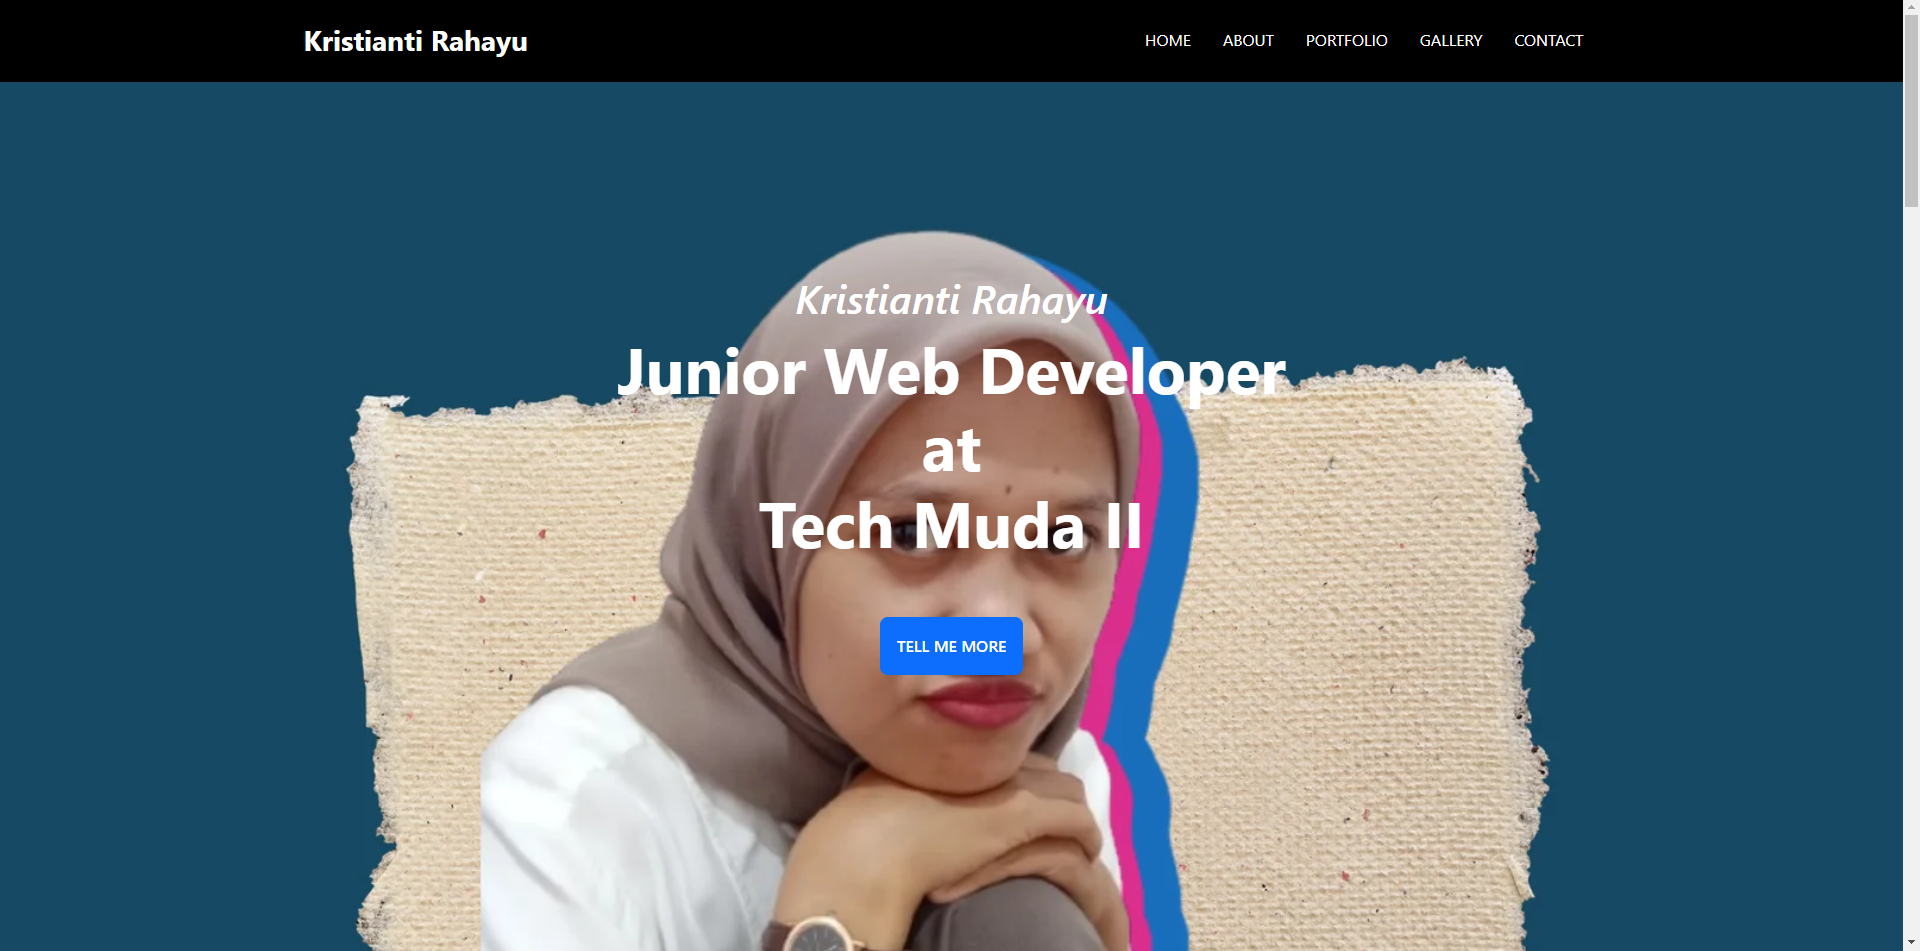 Kristianti Rahayu
HOME ABOUT PORTFOLIO GALLERY CONTACT
Kristianti Rahayu
Junior Web Developer
at
Tech Muda II
TELL ME MORE